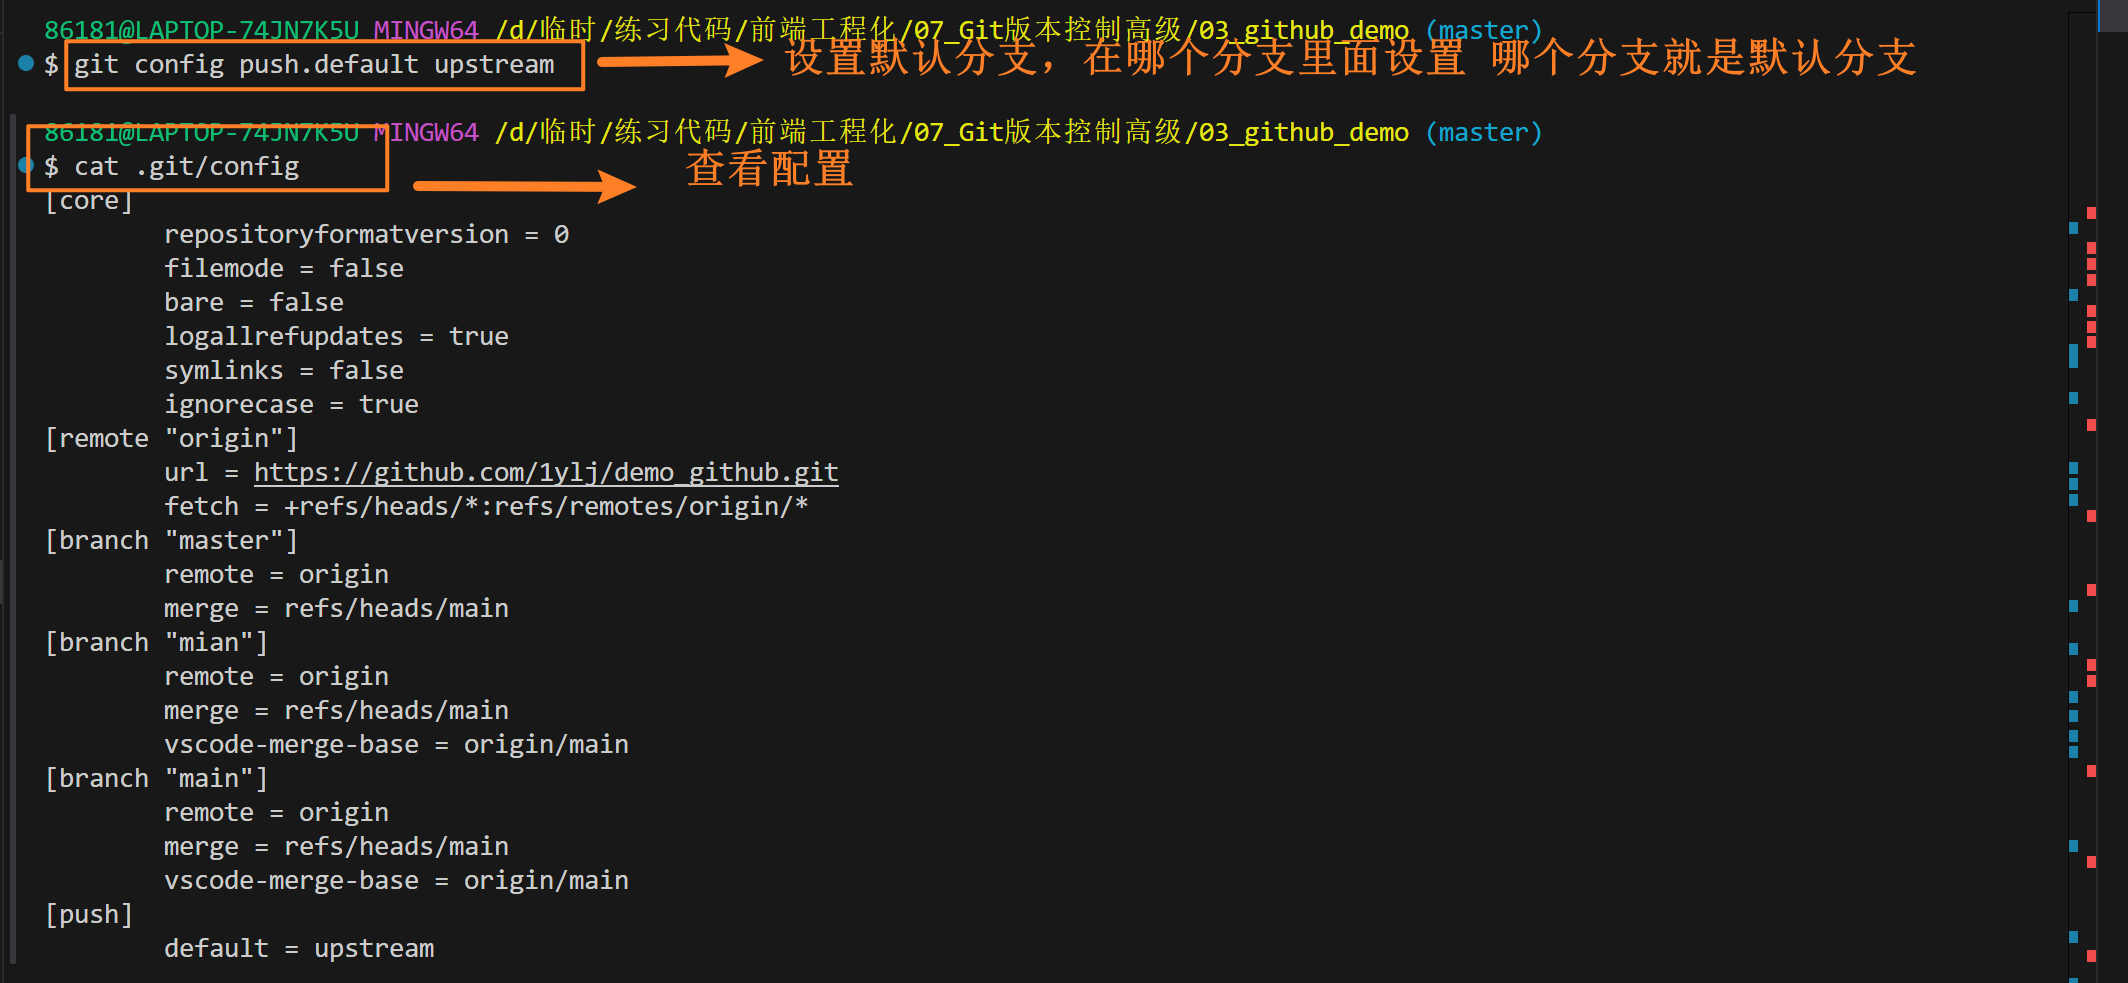 86181@LAPTOP-74JN7K5U MINGW64 /d/临时/练习代码/前端工程化/07_Git版本控制高级/03_github_demo (master)
$ git config push.default upstream
设置默认分支，在哪个分支里面设置 哪个分支就是默认分支
86181@LAPTOP-74JN7K5U MINGW64 /d/临时/练习代码/前端工程化/07_Git版本控制高级/03_github_demo (master)
$ cat .git/config
查看配置
[core]
repositoryformatversion = 0
filemode = false
bare = false
logallrefupdates = true
symlinks = false
ignorecase = true
[remote "origin"]
url = https://github.com/1ylj/demo_github.git
fetch = +refs/heads/*:refs/remotes/origin/*
[branch "master"]
remote = origin
merge = refs/heads/main
[branch "mian"]
remote = origin
merge = refs/heads/main
vscode-merge-base = origin/main
[branch "main"]
remote = origin
merge = refs/heads/main
vscode-merge-base = origin/main
[push]
default = upstream